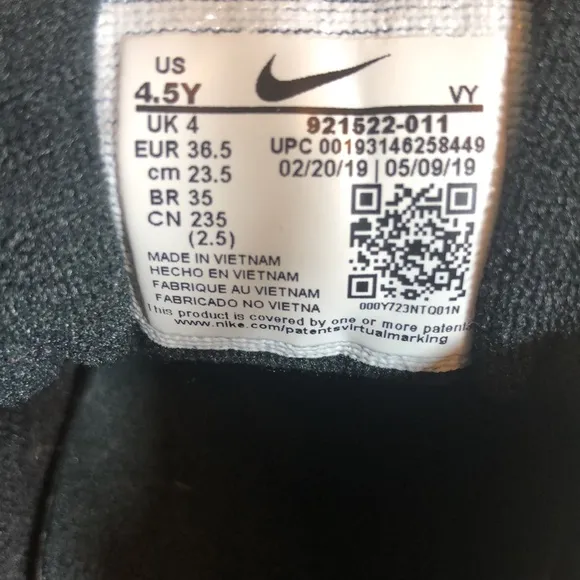 US
4.5Y
VY
UK 4
921522-011
EUR 36.5
UPC 00193146258449
cm 23.5
02/20/19 | 05/09/19
BR 35
CN 235
(2.5)
MADE IN VIETNAM
HECHO EN VIETNAM
FABRIQUE AU VIETNAM
FABRICADO NO VIETNA
000Y723NTQ01N
This product is covered by one or more patents
www.nike.com/patentsvirtualmarking